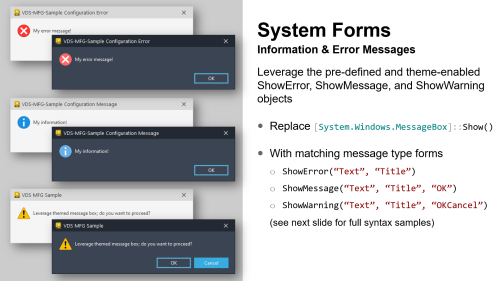 VDS-MFG-Sample Configuration Error
My error message!
VDS-MFG-Sample Configuration Error
My error message!
OK
VDS-MFG-Sample Configuration Message
My information!
VDS-MFG-Sample Configuration Message
My information!
OK
VDS MFG Sample
Leverage themed message box; do you want to proceed?
VDS MFG Sample
Leverage themed message box; do you want to proceed?
OK Cancel
System Forms
Information & Error Messages
Leverage the pre-defined and theme-enabled
ShowError, ShowMessage, and ShowWarning
objects
• Replace [System.Windows.MessageBox]::Show()
• With matching message type forms
o ShowError(“Text”, “Title”)
o ShowMessage(“Text”, “Title”, “OK”)
o ShowWarning(“Text”, “Title”, “OKCancel”)
(see next slide for full syntax samples)